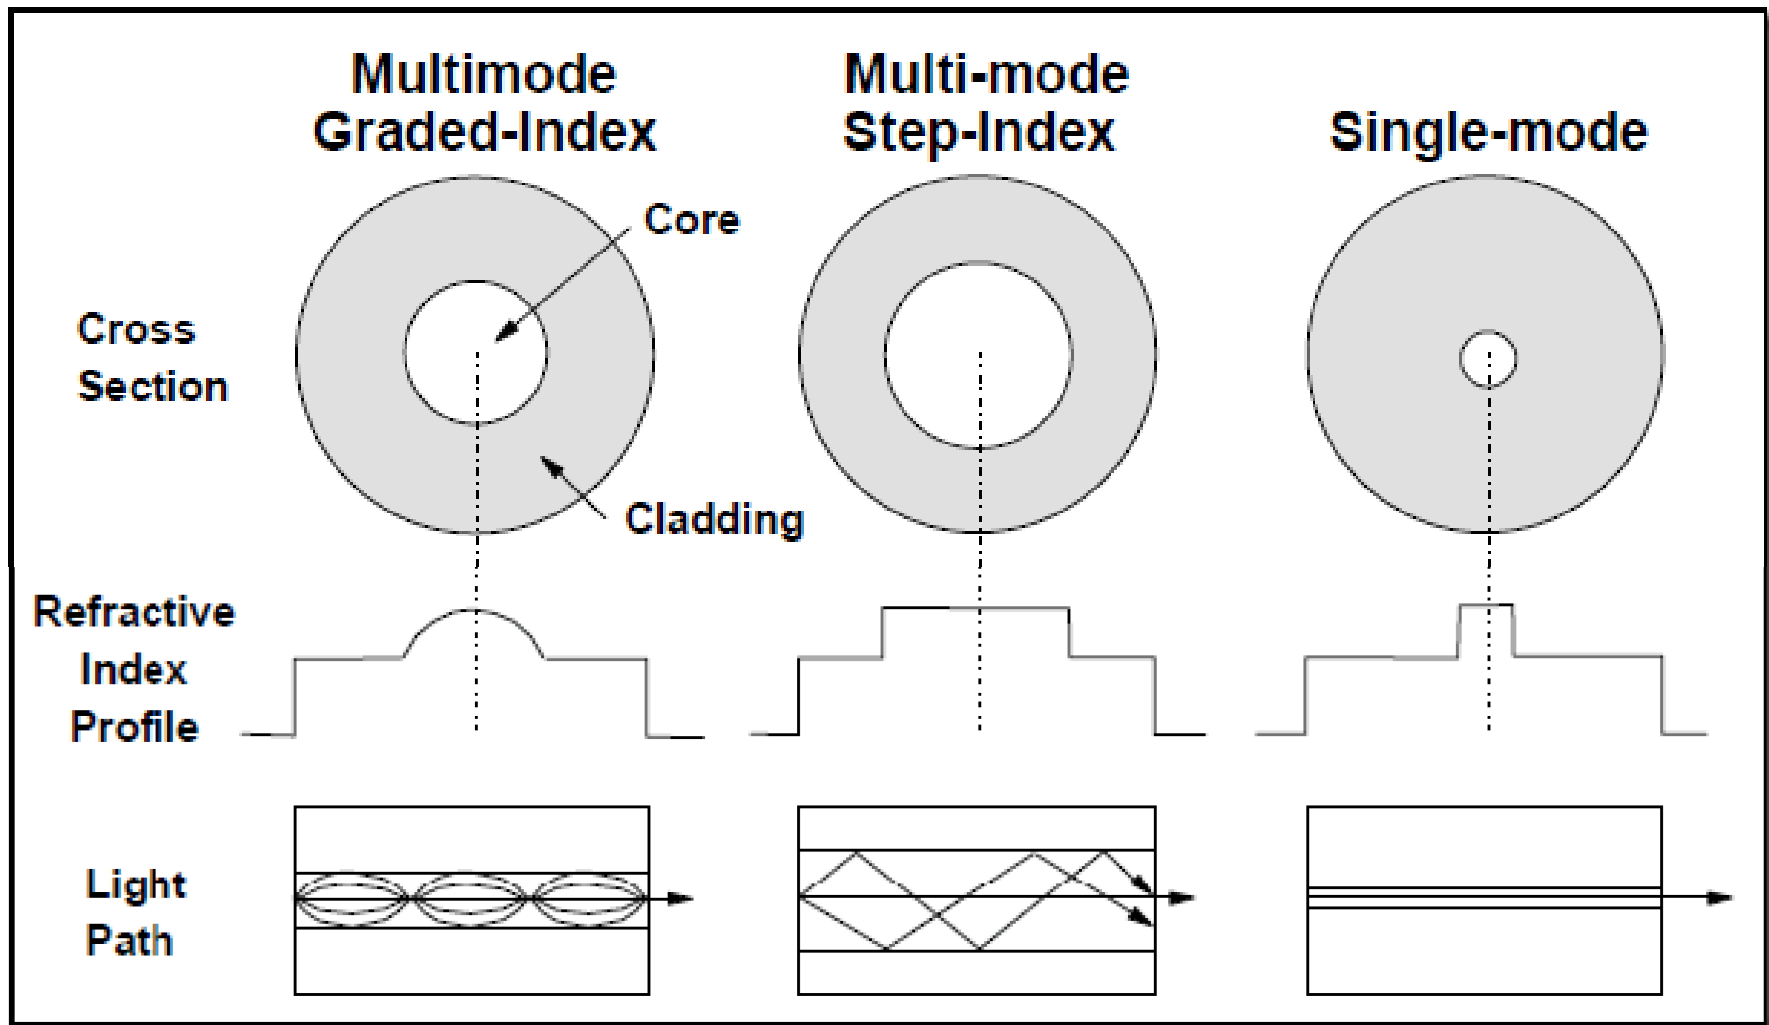 Multimode
Graded-Index
Multi-mode
Step-Index
Single-mode
Core
Cross
Section
Cladding
Refractive
Index
Profile
Light
Path